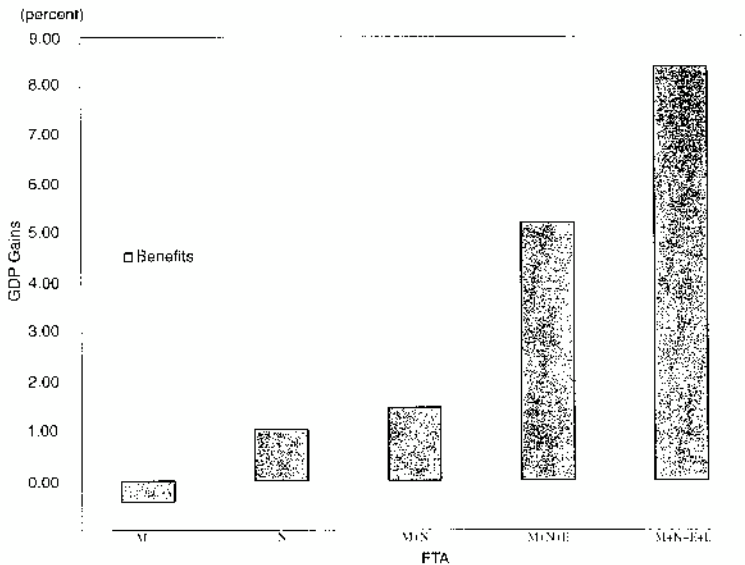 (percent)
9.00
8.00
7.00
6.00
5.00
4.00
3.00
2.00
1.00
0.00
GDP Gains
Benefits
M
N
M+N
M+N+E
FTA